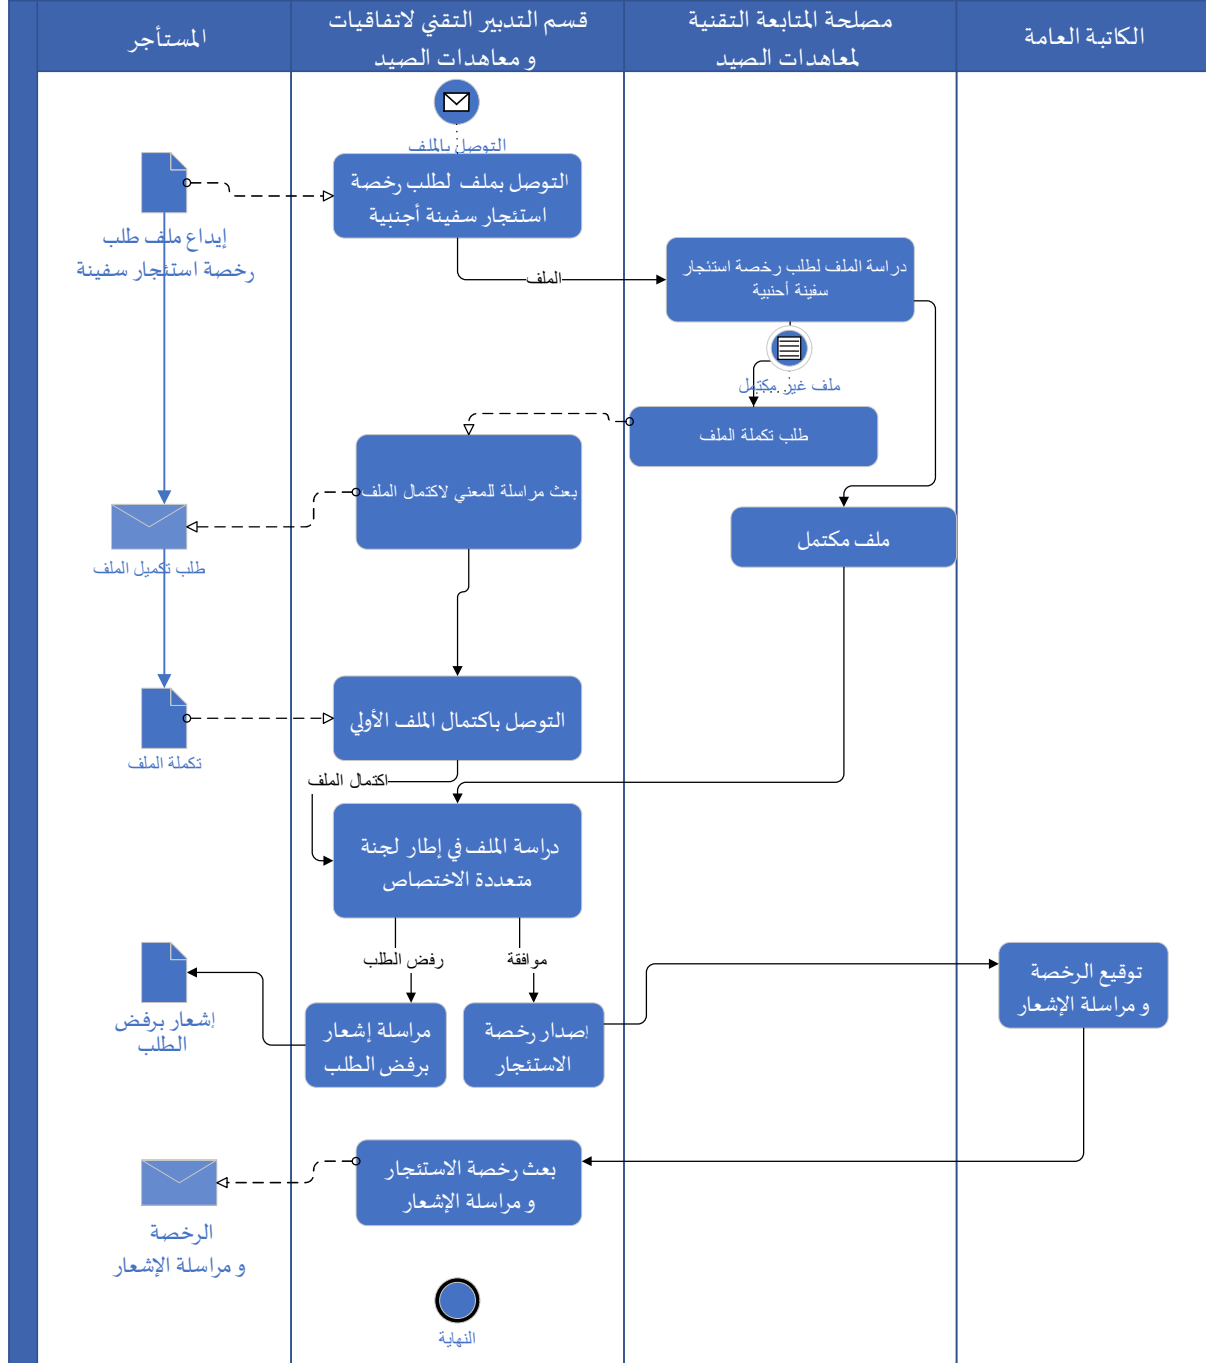 الكاتبة العامة
مصلحة المتابعة التقنية
لمعاهدات الصيد
قسم التدبير التقني لاتفاقيات
و معاهدات الصيد
المستأجر
التوصل بالملف
التوصل بملف لطلب رخصة
استئجار سفينة أجنبية
إيداع ملف طلب
رخصة استئجار سفينة
الملف
دراسة الملف لطلب رخصة استئجار
سفينة أجنبية
ملف غير مكتمل
طلب تكملة الملف
بعث مراسلة للمعني لاكتمال الملف
ملف مكتمل
طلب تكميل الملف
التوصل باكتمال الملف الأولي
تكملة الملف
اكتمال الملف
دراسة الملف في إطار لجنة
متعددة الاختصاص
موافقة
رفض الطلب
توقيع الرخصة
و مراسلة الإشعار
إصدار رخصة
الاستئجار
مراسلة إشعار
برفض الطلب
إشعار برفض
الطلب
بعث رخصة الاستئجار
و مراسلة الإشعار
الرخصة
و مراسلة الإشعار
النهاية